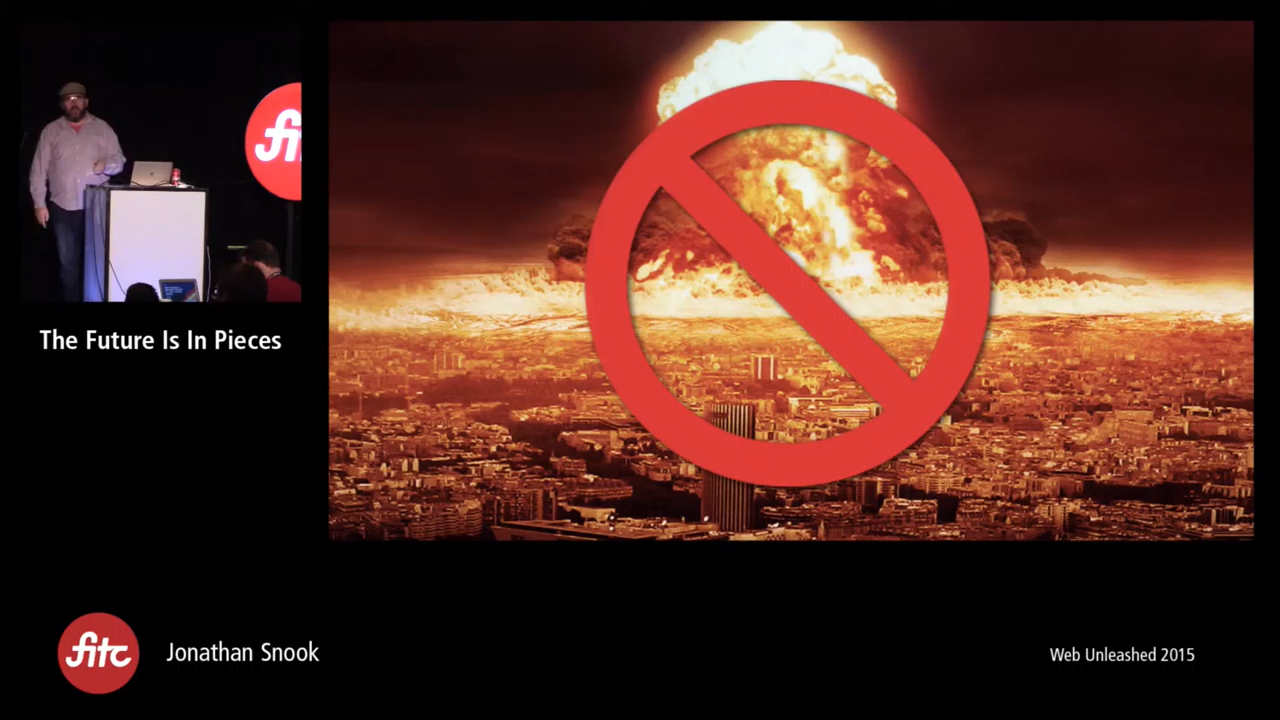 fitc
The Future Is In Pieces
fitc
Jonathan Snook
Web Unleashed 2015